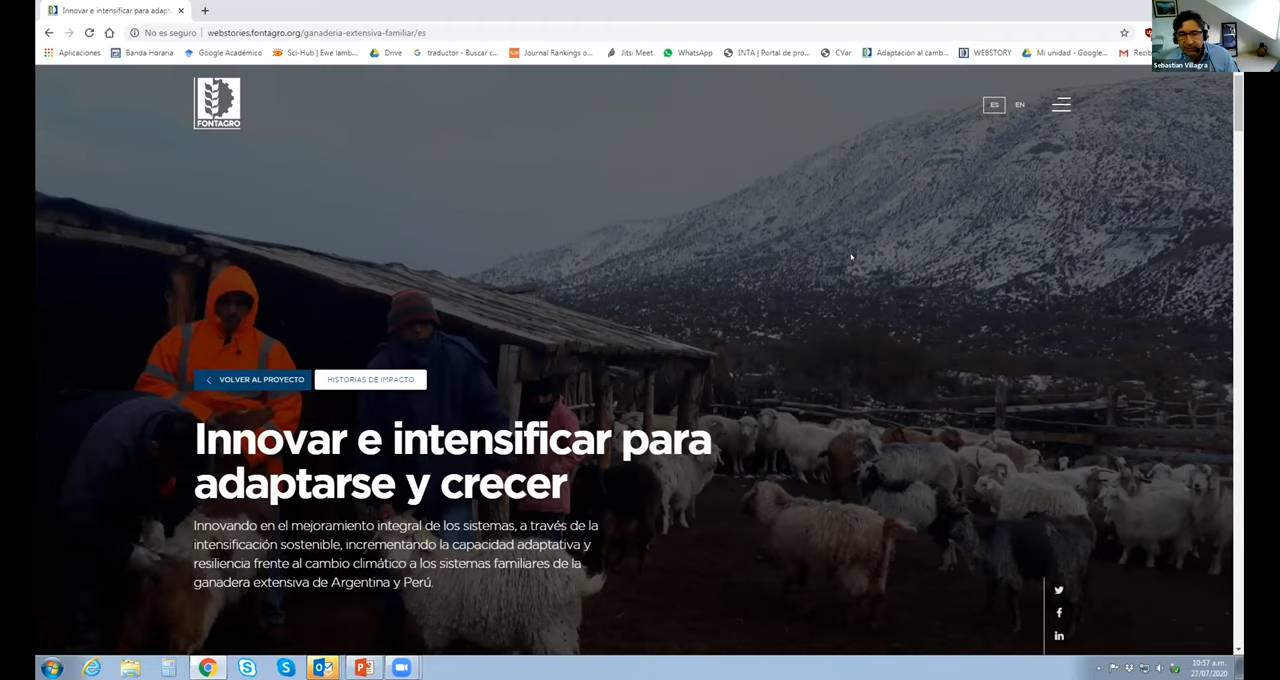 Innovar e intensificar para adapt
No es seguro
webstories.fontagro.org/ganaderia-extensiva-familiar/es
Aplicaciones
Banda Horaria
Google Académico
Sci-Hub | Ewe lamb...
Drive
traductor - Buscar c...
Journal Rankings o...
Jitsi Meet
WhatsApp
INTA | Portal de pro...
CVar
Adaptación al camb...
WEBSTORY
Mi unidad - Google...
Sebastian Villagra
FONTAGRO
ES
EN
VOLVER AL PROYECTO
HISTORIAS DE IMPACTO
Innovar e intensificar para
adaptarse y crecer
Innovando en el mejoramiento integral de los sistemas, a través de la
intensificación sostenible, incrementando la capacidad adaptativa y
resiliencia frente al cambio climático a los sistemas familiares de la
ganadera extensiva de Argentina y Perú.
10:57 a.m.
27/07/2020